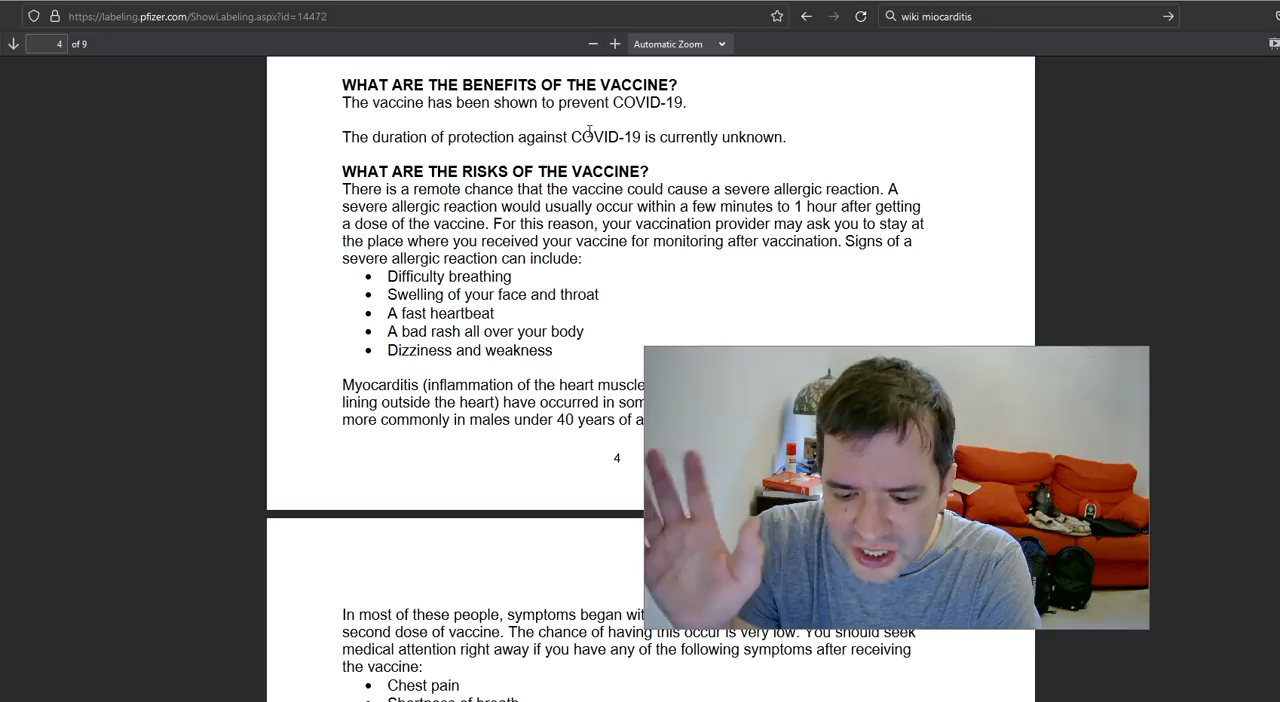 https://labeling.pfizer.com/ShowLabeling.aspx?id=14472
wiki miocarditis
4 of 9
Automatic Zoom
WHAT ARE THE BENEFITS OF THE VACCINE?
The vaccine has been shown to prevent COVID-19.
The duration of protection against COVID-19 is currently unknown.
WHAT ARE THE RISKS OF THE VACCINE?
There is a remote chance that the vaccine could cause a severe allergic reaction. A
severe allergic reaction would usually occur within a few minutes to 1 hour after getting
a dose of the vaccine. For this reason, your vaccination provider may ask you to stay at
the place where you received your vaccine for monitoring after vaccination. Signs of a
severe allergic reaction can include:
• Difficulty breathing
• Swelling of your face and throat
• A fast heartbeat
• A bad rash all over your body
• Dizziness and weakness
Myocarditis (inflammation of the heart muscle
lining outside the heart) have occurred in som
more commonly in males under 40 years of a
4
In most of these people, symptoms began wit
second dose of vaccine. The chance of having this occur is very low. You should seek
medical attention right away if you have any of the following symptoms after receiving
the vaccine:
• Chest pain
• Shortness of breath